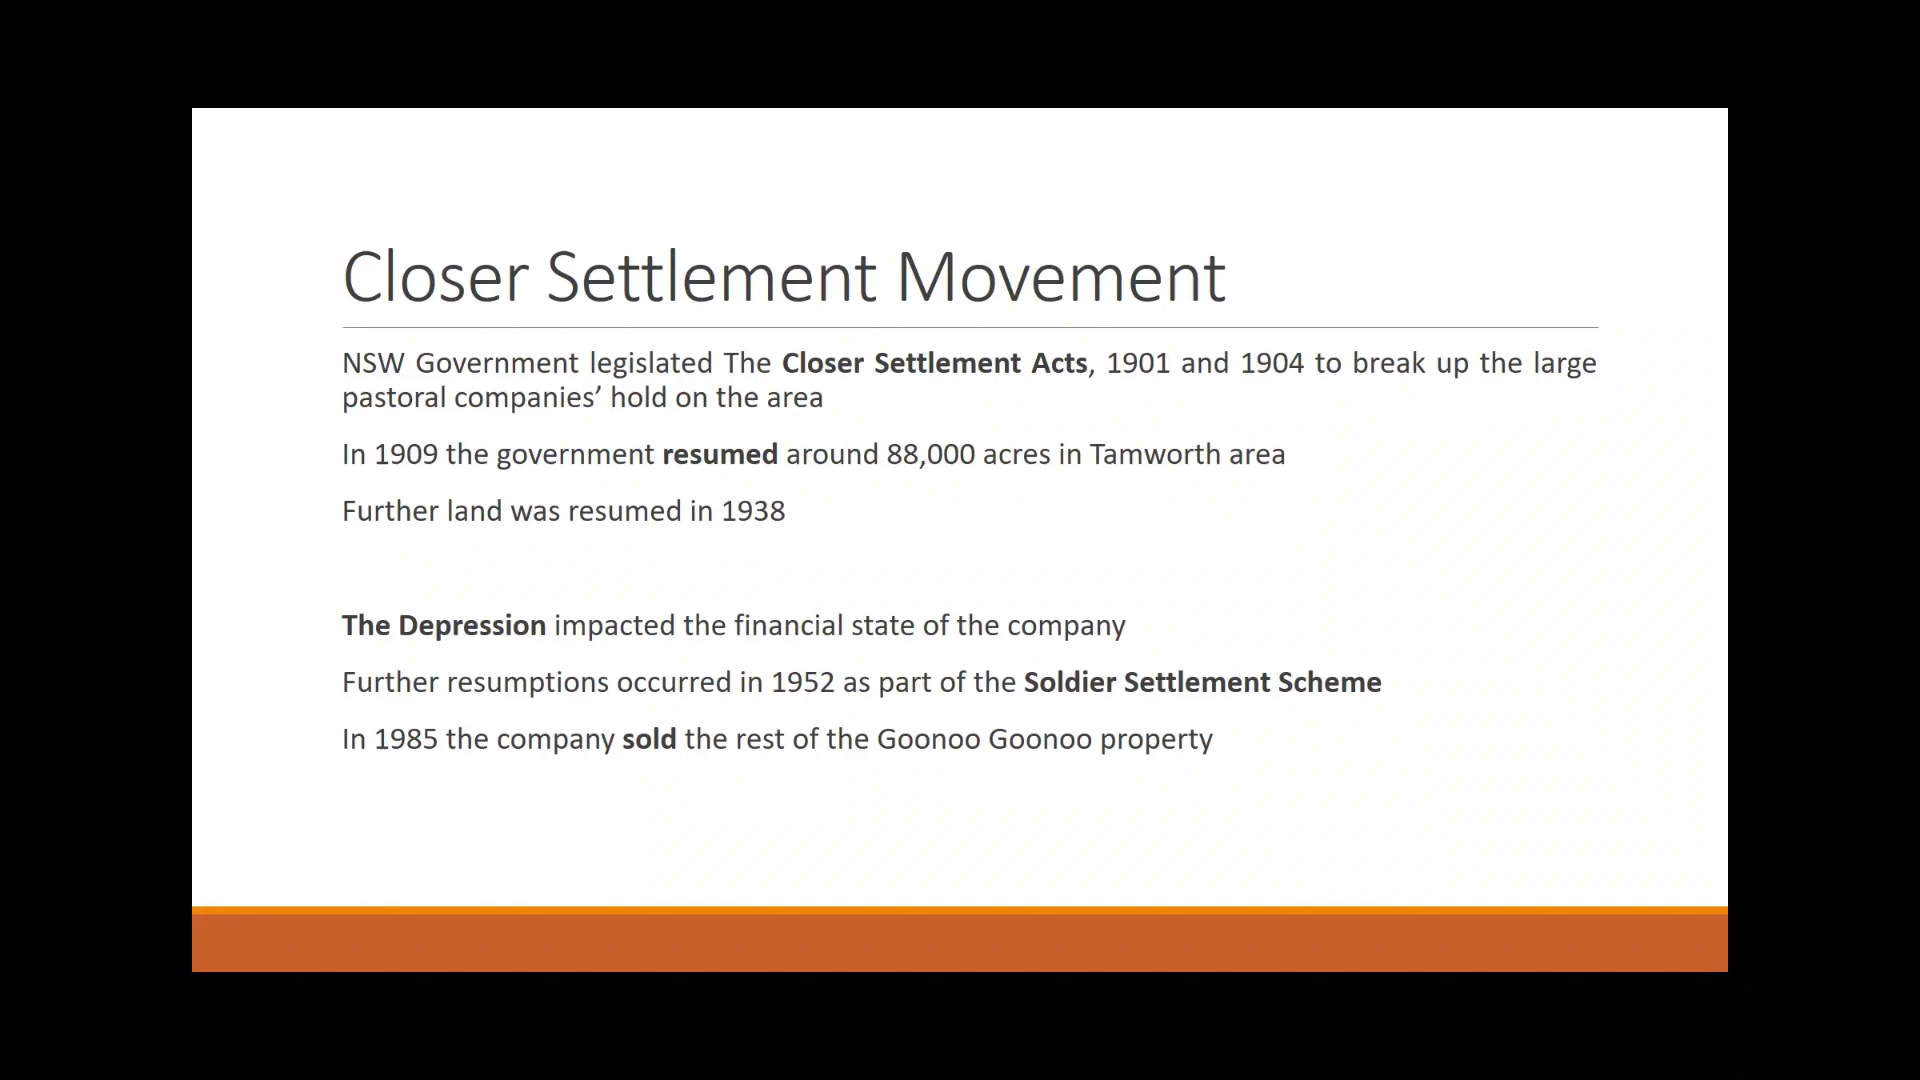 Closer Settlement Movement
NSW Government legislated The Closer Settlement Acts, 1901 and 1904 to break up the large
pastoral companies’ hold on the area
In 1909 the government resumed around 88,000 acres in Tamworth area
Further land was resumed in 1938
The Depression impacted the financial state of the company
Further resumptions occurred in 1952 as part of the Soldier Settlement Scheme
In 1985 the company sold the rest of the Goonoo Goonoo property